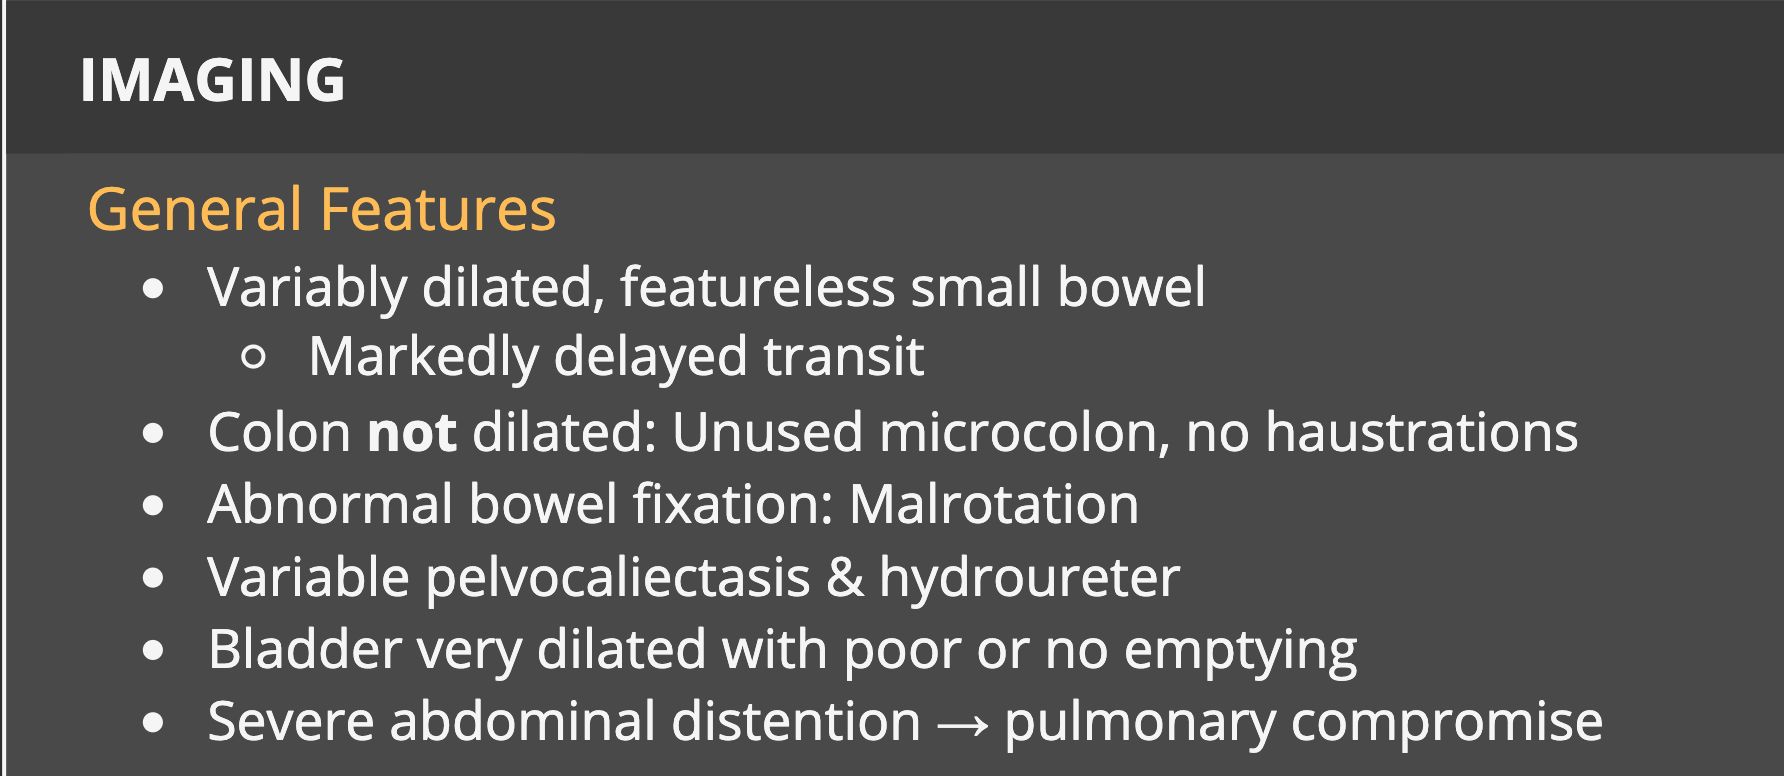 IMAGING
General Features
• Variably dilated, featureless small bowel
○ Markedly delayed transit
• Colon not dilated: Unused microcolon, no haustrations
• Abnormal bowel fixation: Malrotation
• Variable pelvocaliectasis & hydroureter
• Bladder very dilated with poor or no emptying
• Severe abdominal distention → pulmonary compromise